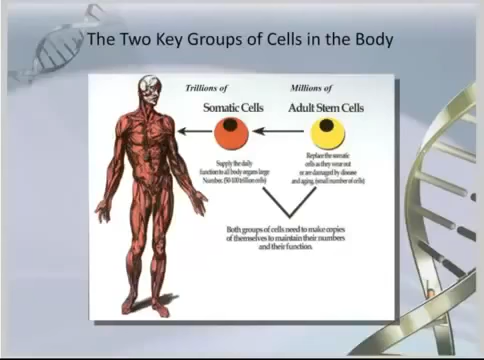 The Two Key Groups of Cells in the Body
Trillions of
Somatic Cells
Millions of
Adult Stem Cells
Supply the daily
function to all body organs large
Number. (50-100 trillion cells)
Replace the somatic
cells as they wear out
or are damaged by disease
and aging, (small number of cells)
Both groups of cells need to make copies
of themselves to maintain their numbers
and their function.